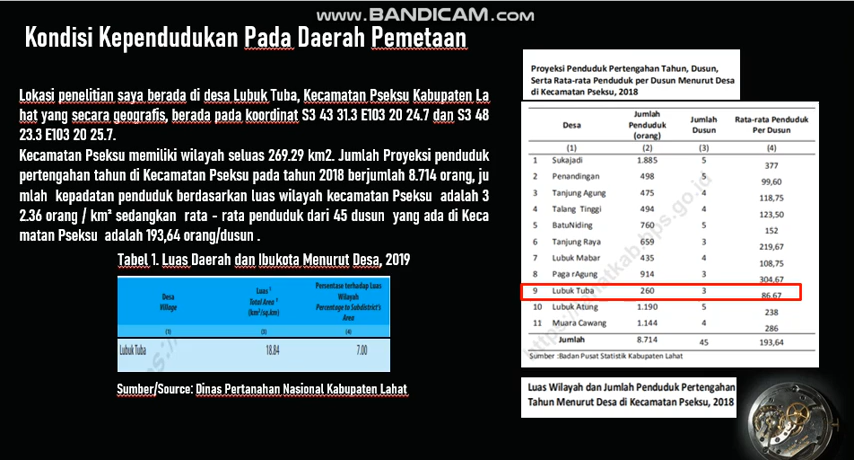 www.BANDICAM.com
Kondisi Kependudukan Pada Daerah Pemetaan
Lokasi penelitian saya berada di desa Lubuk Tuba, Kecamatan Pseksu Kabupaten La
hat yang secara geografis, berada pada koordinat S3 43 31.3 E103 20 24.7 dan S3 48
23.3 E103 20 25.7.
Kecamatan Pseksu memiliki wilayah seluas 269.29 km2. Jumlah Proyeksi penduduk
pertengahan tahun di Kecamatan Pseksu pada tahun 2018 berjumlah 8.714 orang, ju
mlah kepadatan penduduk berdasarkan luas wilayah kecamatan Pseksu adalah 3
2.36 orang / km² sedangkan rata - rata penduduk dari 45 dusun yang ada di Keca
matan Pseksu adalah 193,64 orang/dusun .
Tabel 1. Luas Daerah dan Ibukota Menurut Desa, 2019
Desa Village Luas ¹ Total Area ¹ (km²/sq.km) Persentase terhadap Luas Wilayah Percentage to Subdistrict's Area
(1) (3) (4)
Lubuk Tuba 18.84 7.00
Sumber/Source: Dinas Pertanahan Nasional Kabupaten Lahat
Proyeksi Penduduk Pertengahan Tahun, Dusun,
Serta Rata-rata Penduduk per Dusun Menurut Desa
di Kecamatan Pseksu, 2018
Desa Jumlah Penduduk (orang) Jumlah Dusun Rata-rata Penduduk Per Dusun
(1) (2) (3) (4)
1 Sukajadi 1.885 5 377
2 Penandingan 498 5 99,60
3 Tanjung Agung 475 4 118,75
4 Talang Tinggi 494 4 123,50
5 BatuNiding 760 5 152
6 Tanjung Raya 659 3 219,67
7 Lubuk Mabar 435 4 108,75
8 Paga rAgung 914 3 304,67
9 Lubuk Tuba 260 3 86,67
10 Lubuk Atung 1.190 5 238
11 Muara Cawang 1.144 4 286
Jumlah 8.714 45 193,64
Sumber :Badan Pusat Statistik Kabupaten Lahat
Luas Wilayah dan Jumlah Penduduk Pertengahan
Tahun Menurut Desa di Kecamatan Pseksu, 2018